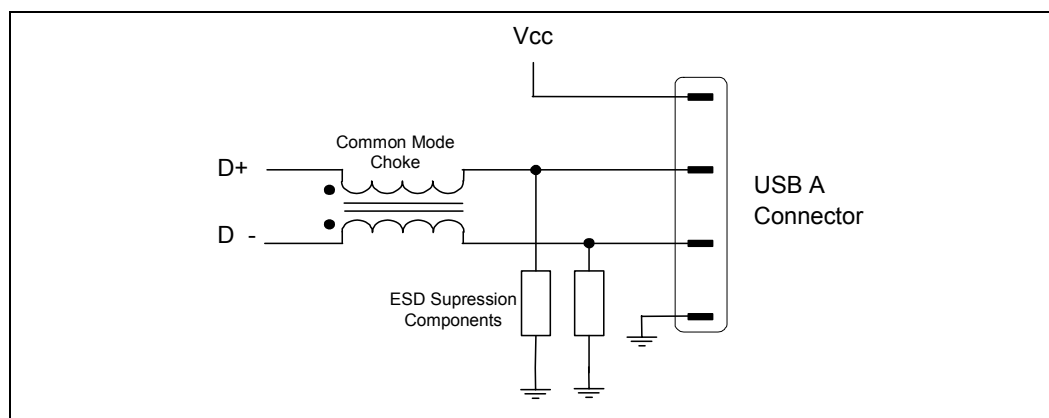 Vcc
Common Mode
Choke
D+
D -
USB A
Connector
ESD Supression
Components